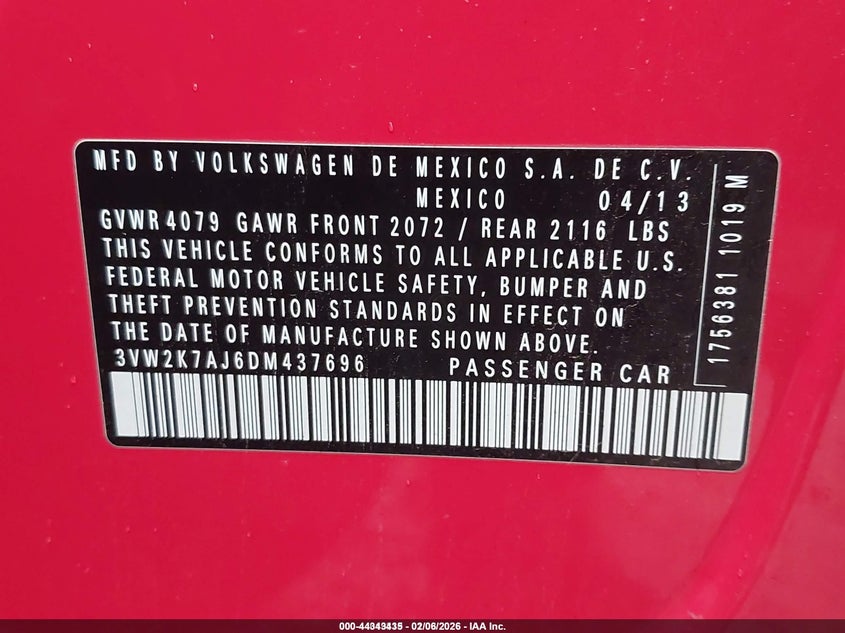 MFD BY VOLKSWAGEN DE MEXICO S.A. DE C.V.
MEXICO 04/13
GVWR 4079 GAWR FRONT 2072 / REAR 2116 LBS
THIS VEHICLE CONFORMS TO ALL APPLICABLE U.S.
FEDERAL MOTOR VEHICLE SAFETY, BUMPER AND
THEFT PREVENTION STANDARDS IN EFFECT ON
THE DATE OF MANUFACTURE SHOWN ABOVE.
3VW2K7AJ6DM437696 PASSENGER CAR
1756381 1019 M
000-44343435 - 02/06/2026 - IAA Inc.